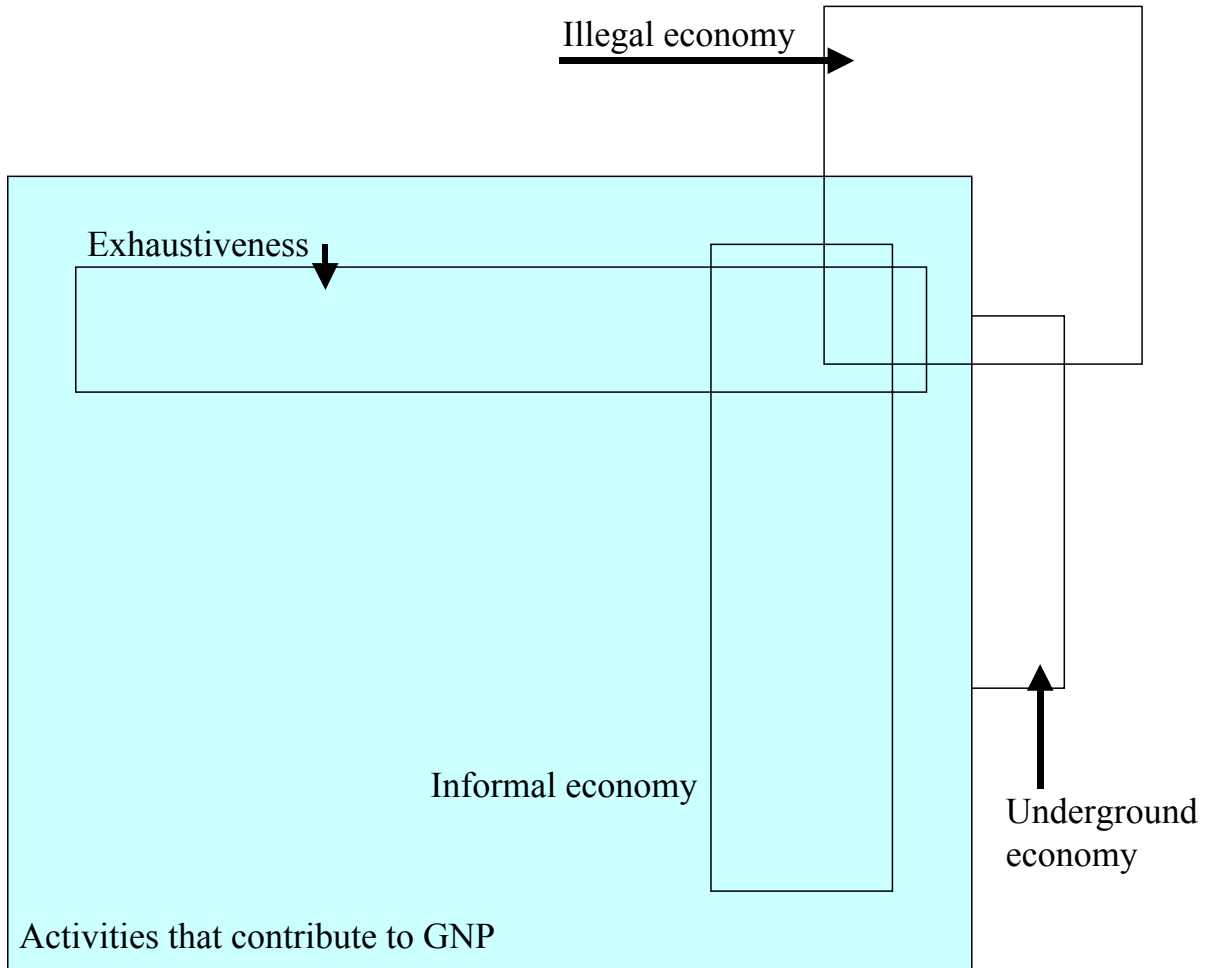 Illegal economy
Exhaustiveness
Informal economy
Underground
economy
Activities that contribute to GNP